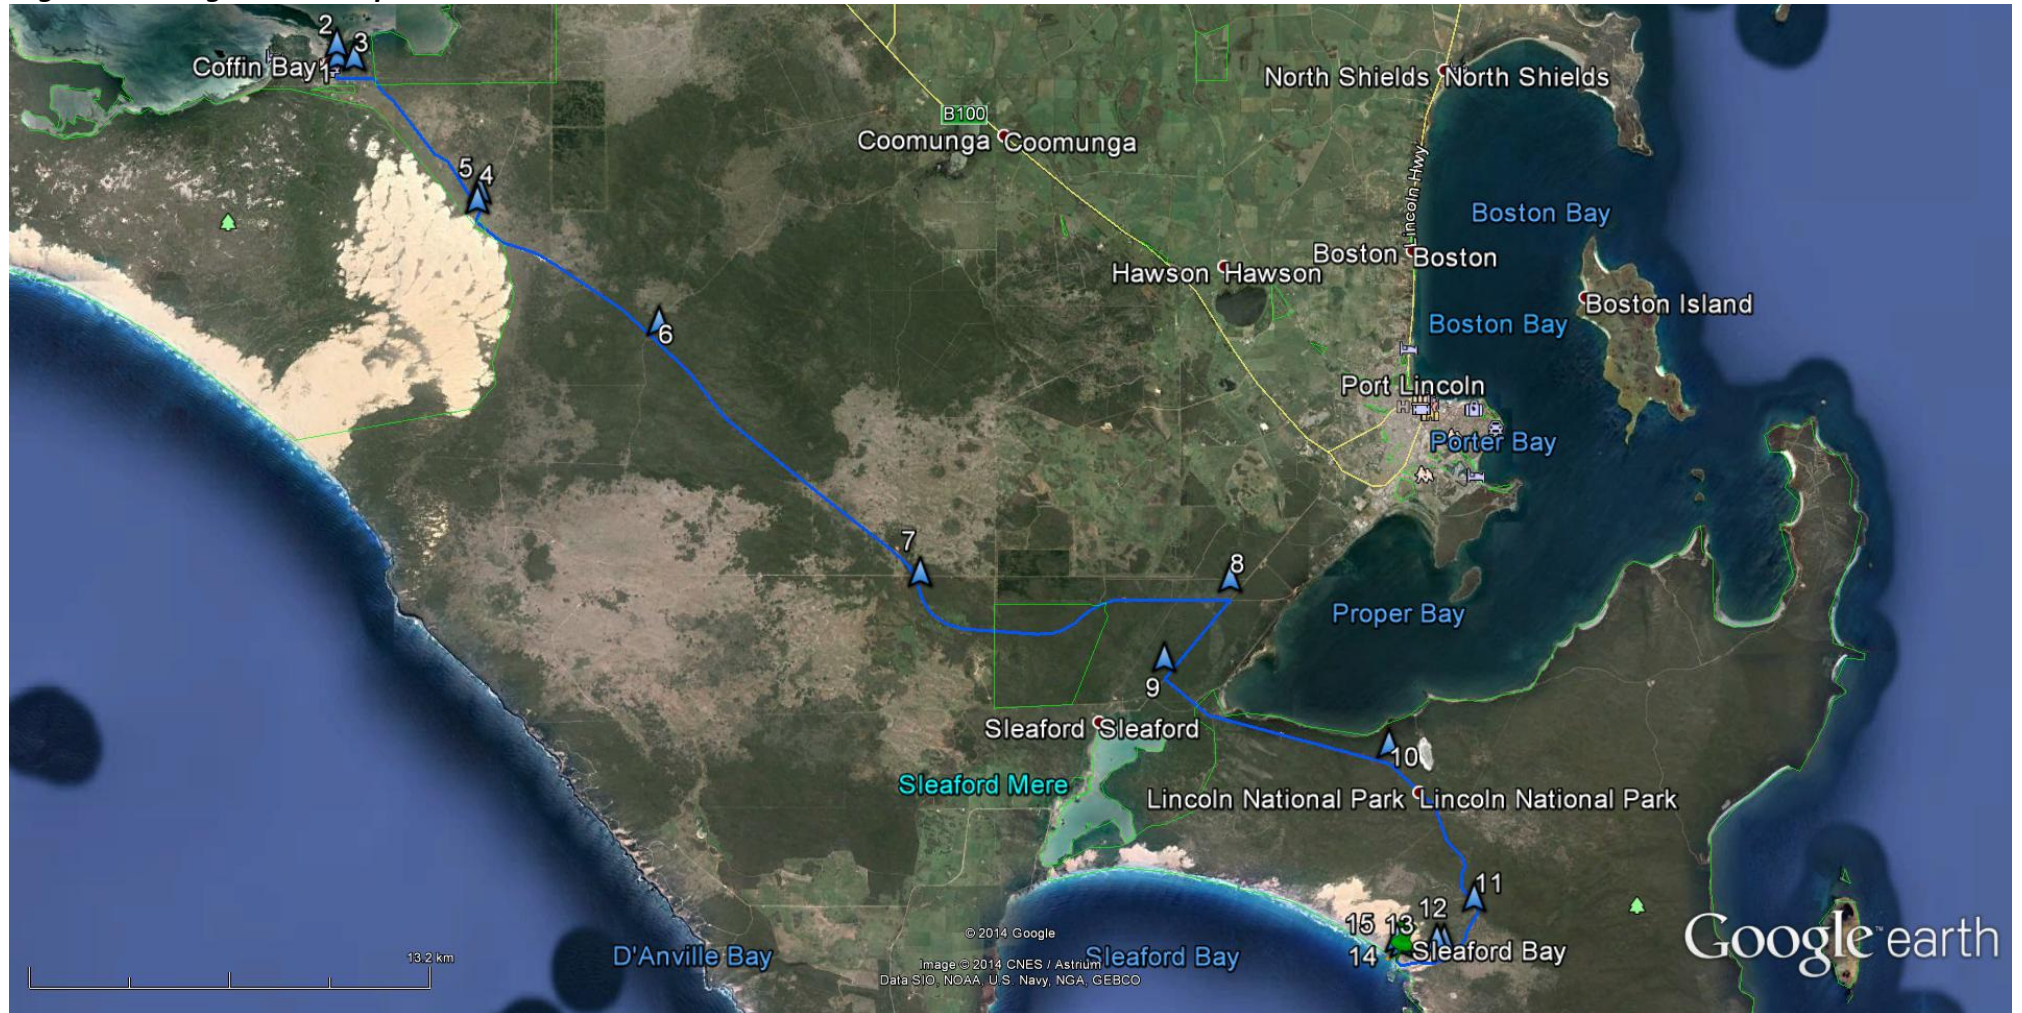 2
3
Coffin Bay
1
North Shields North Shields
B100
Coomunga Coomunga
Lincoln Hwy
5 4
Boston Bay
Boston Boston
Hawson Hawson
Boston Island
Boston Bay
6
Port Lincoln
Porter Bay
7
8
Proper Bay
9
Sleaford Sleaford
10
Sleaford Mere
Lincoln National Park Lincoln National Park
11
12
15 13
© 2014 Google
Google earth
Sleaford Bay
14
D'Anville Bay
Sleaford Bay
13.2 km
Image © 2014 CNES / Astrium
Data SIO, NOAA, U.S. Navy, NGA, GEBCO